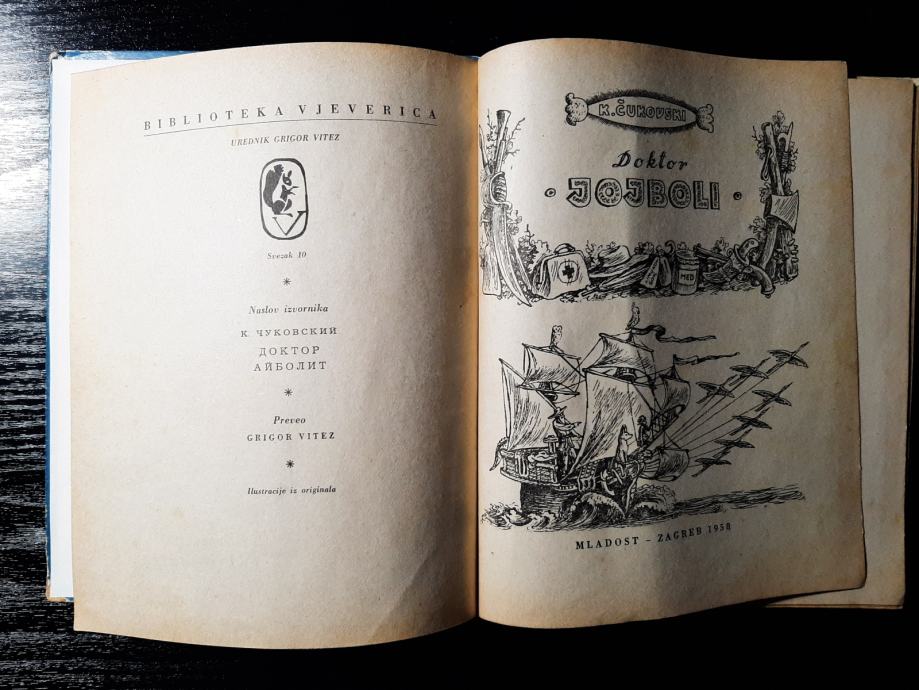 BIBLIOTEKA VJEVERICA
UREDNIK GRIGOR VITEZ
V
Svezak 10
*
Naslov izvornika
К. ЧУКОВСКИЙ
ДОКТОР
АЙБОЛИТ
*
Preveo
GRIGOR VITEZ
*
Ilustracije iz originala
K. ČUKOVSKI
Doktor
· JOJBOLI ·
MED
MLADOST – ZAGREB 1958